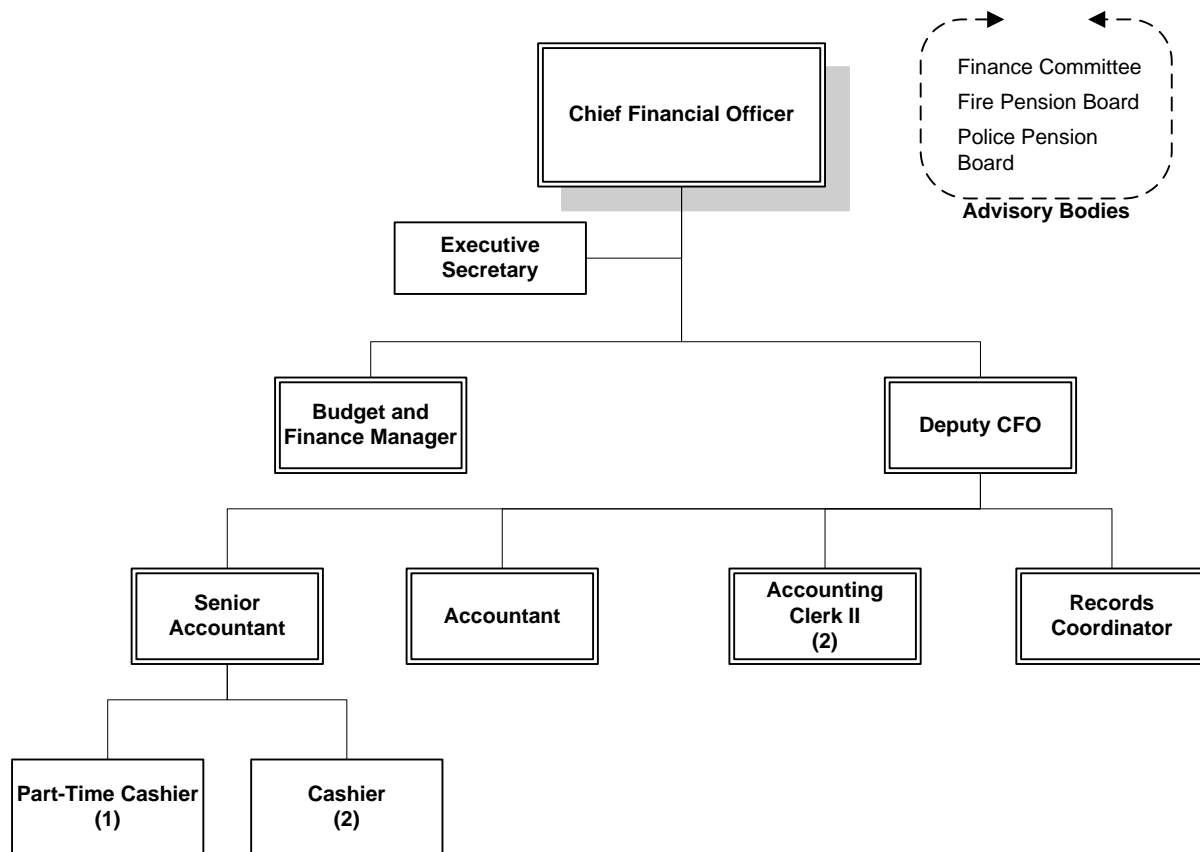 Chief Financial Officer
Finance Committee
Fire Pension Board
Police Pension
Board
Advisory Bodies
Executive
Secretary
Budget and
Finance Manager
Deputy CFO
Senior
Accountant
Accountant
Accounting
Clerk II
(2)
Records
Coordinator
Part-Time Cashier
(1)
Cashier
(2)